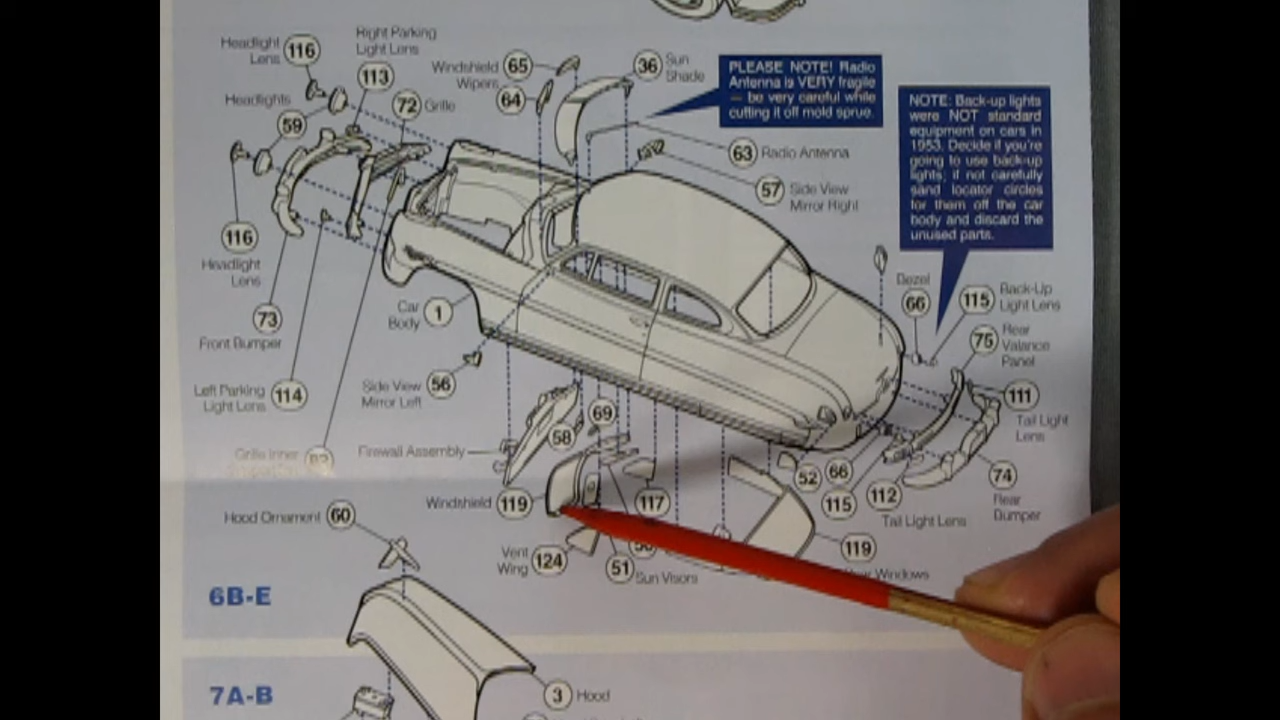 Headlight
Lens
116
Right Parking
Light Lens
113
Headlights
59
72
Grille
Windshield
Wipers
65
64
36
Sun
Shade
PLEASE NOTE! Radio
Antenna is VERY fragile
— be very careful while
cutting it off mold sprue.
NOTE: Back-up lights
were NOT standard
equipment on cars in
1953. Decide if you're
going to use back-up
lights; if not carefully
sand locator circles
for them off the car
body and discard the
unused parts.
63
Radio Antenna
57
Side View
Mirror Right
116
Headlight
Lens
73
Front Bumper
Car
Body
1
Bezel
66
115
Back-Up
Light Lens
75
Rear
Valance
Panel
111
Tail Light
Lens
Left Parking
Light Lens
114
Side View
Mirror Left
56
69
58
Firewall Assembly
Grille Inner
52
66
74
Rear
Bumper
115
112
Tail Light Lens
Windshield
119
117
Hood Ornament
60
Vent
Wing
124
51
Sun Visors
119
Windows
6B-E
7A-B
3
Hood